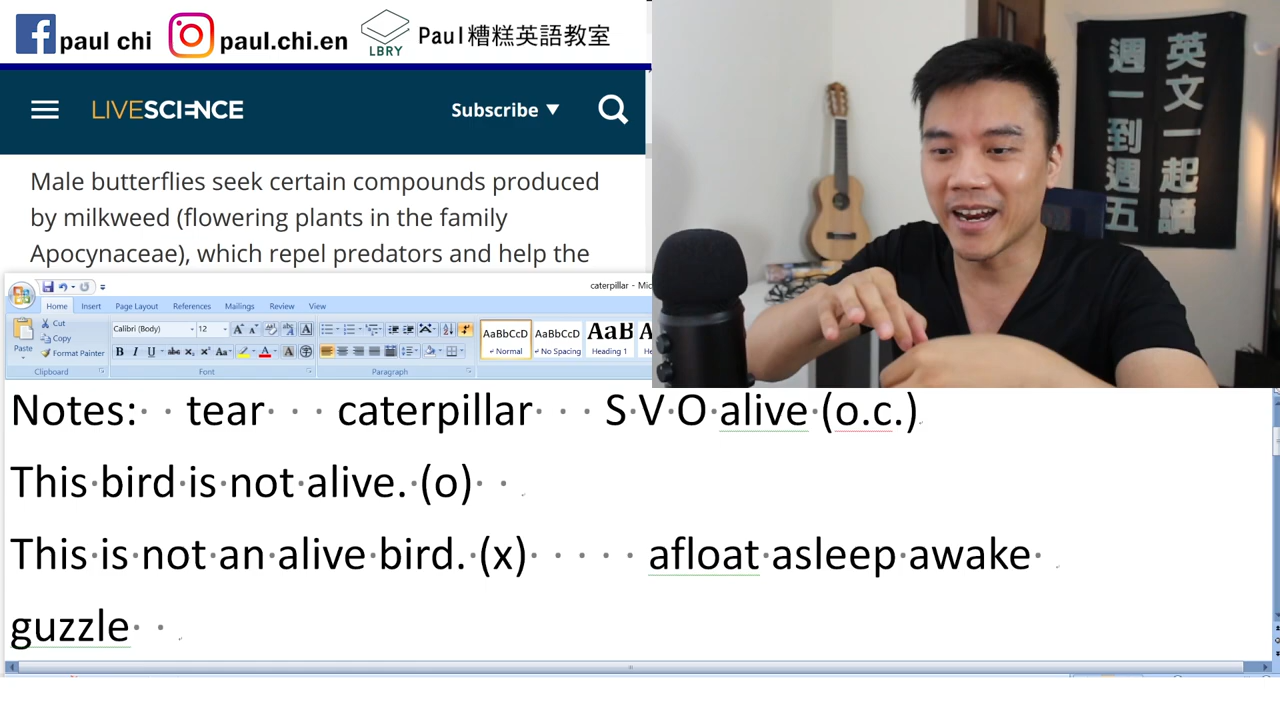 paul chi paul.chi.en LBRY Paul糟糕英語教室
LIVESCIENCE Subscribe
Male butterflies seek certain compounds produced
by milkweed (flowering plants in the family
Apocynaceae), which repel predators and help the
英文一起讀
週一到週五
caterpillar - Mic
Home Insert Page Layout References Mailings Review View
Paste Cut Copy Format Painter Clipboard
Calibri (Body) 12 Font
Paragraph
AaBbCcD Normal AaBbCcD No Spacing AaB Heading 1
Notes: tear caterpillar S V O alive (o.c.)
This bird is not alive. (o)
This is not an alive bird. (x) afloat asleep awake
guzzle